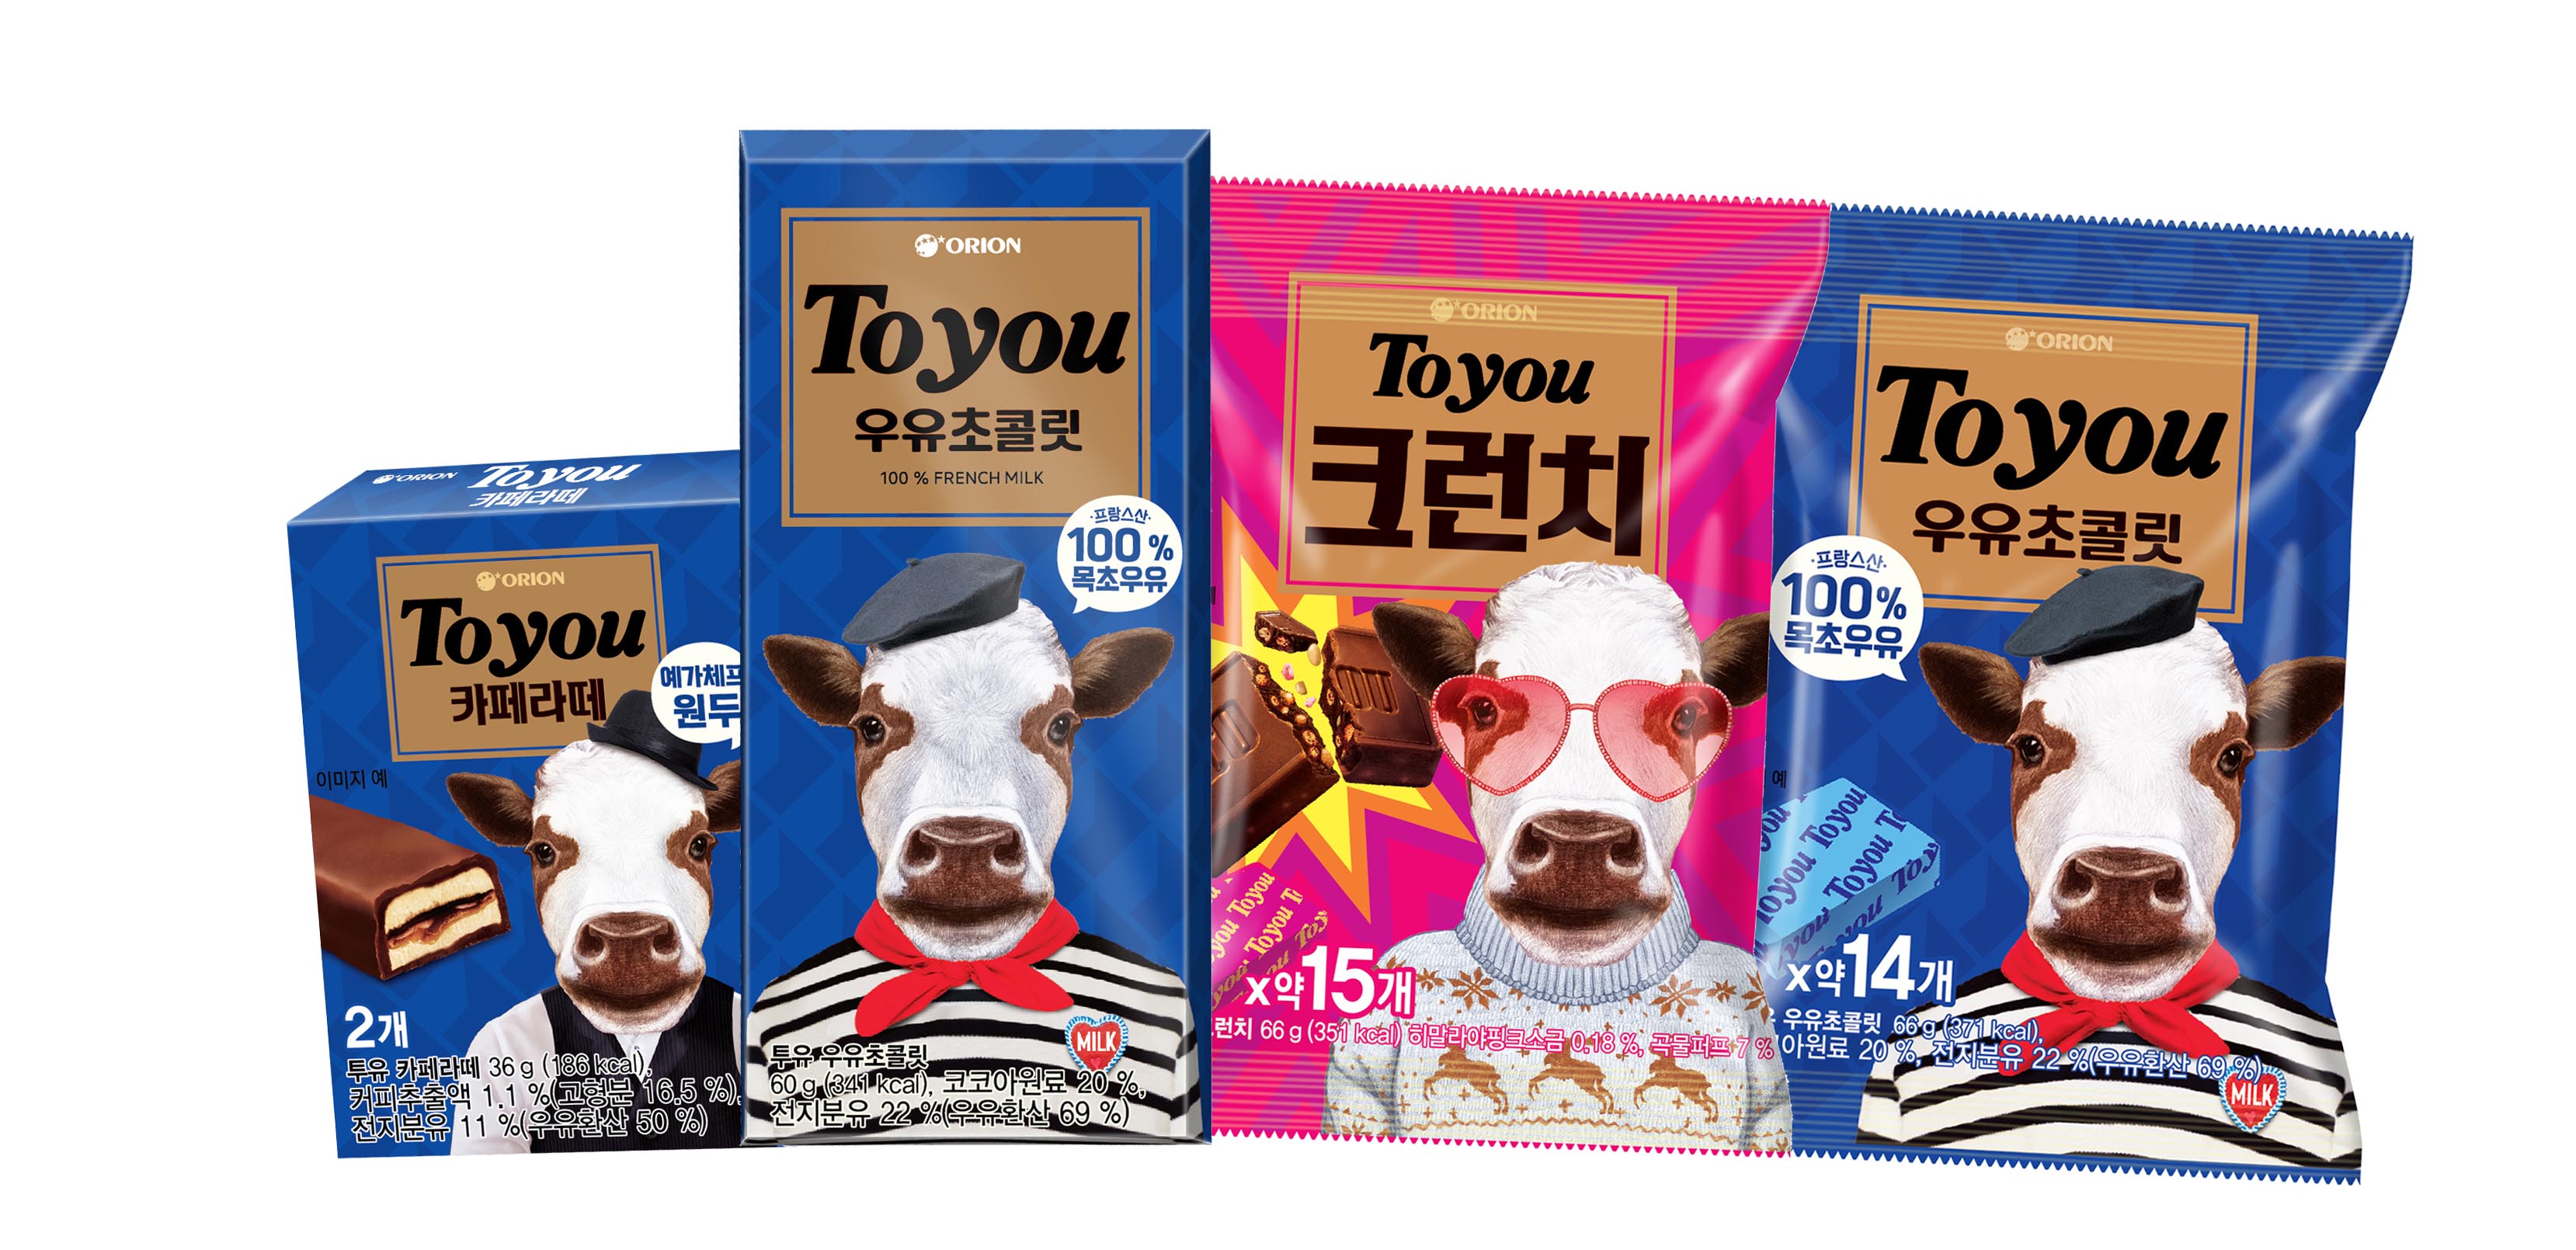 ORION
To you
카페라떼
ORION
To you
카페라떼
원두
이미지 예
2개
투유 카페라떼 36 g (186 kcal),
커피추출액 1.1 %(고형분 16.5 %),
전지분유 11 %(우유환산 50 %)
ORION
To you
우유초콜릿
100 % FRENCH MILK
·프랑스산·
100 %
목초우유
MILK
투유 우유초콜릿
60 g (341 kcal), 코코아원료 20 %,
전지분유 22 %(우유환산 69 %)
ORION
To you
크런치
Toyou
Toyou
x약15개
런치 66 g (351 kcal) 히말라야핑크소금 0.18 %, 곡물퍼프 7 %
ORION
To you
우유초콜릿
·프랑스산·
100%
목초우유
예
Toyou
Toyou Toyou
x약14개
우유초콜릿 66 g (371 kcal),
아원료 20 %, 전지분유 22 %(우유환산 69 %)
MILK